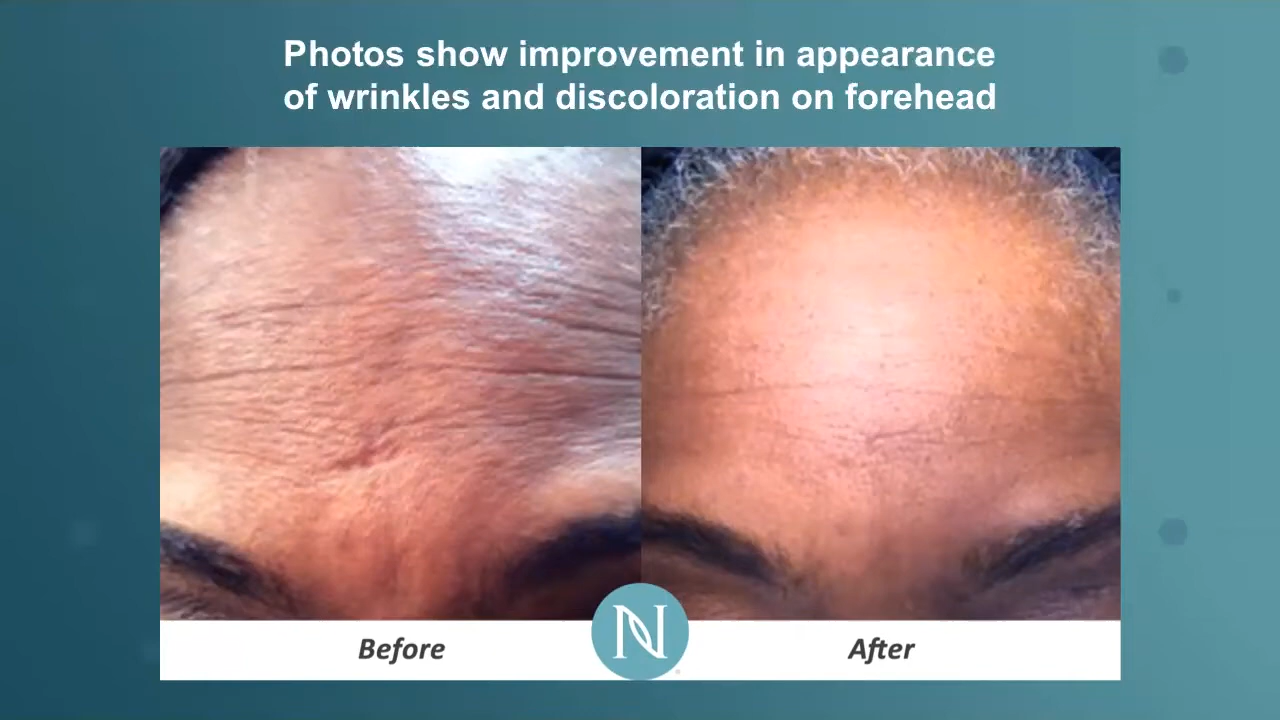 Photos show improvement in appearance
of wrinkles and discoloration on forehead
N
Before
After